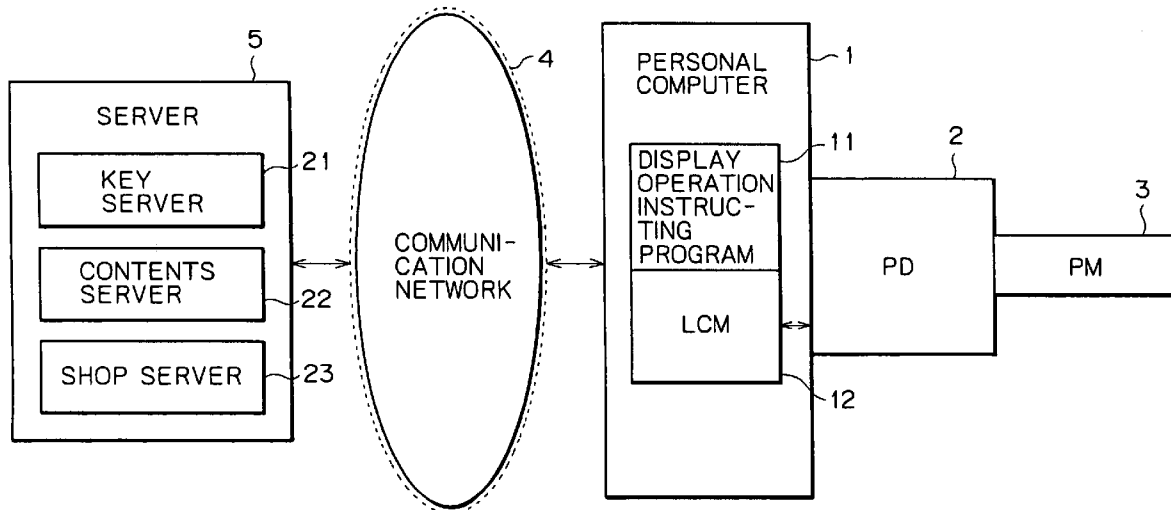 5
SERVER
21
KEY
SERVER
CONTENTS
SERVER
22
SHOP SERVER
23
4
COMMUNI-
CATION
NETWORK
1
PERSONAL
COMPUTER
11
DISPLAY
OPERATION
INSTRUC-
TING
PROGRAM
LCM
12
2
PD
3
PM